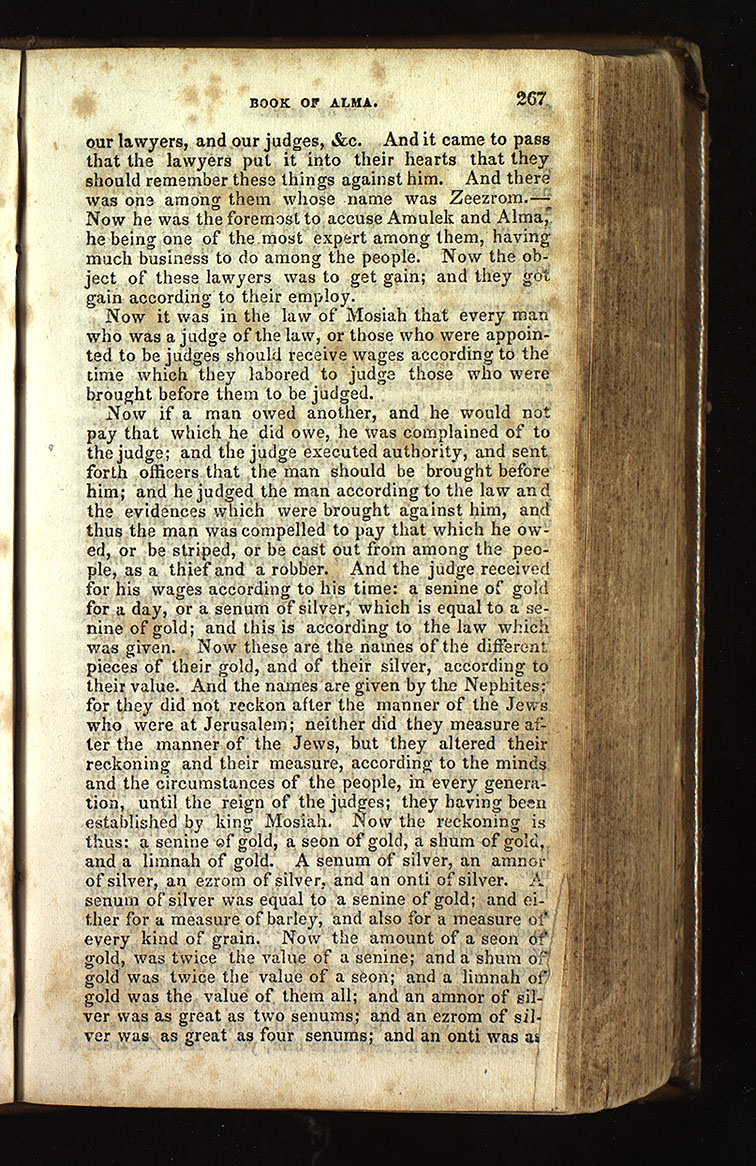 BOOK OF ALMA. 267
our lawyers, and our judges, &c. And it came to pass
that the lawyers put it into their hearts that they
should remember these things against him. And there
was one among them whose name was Zeezrom.—
Now he was the foremost to accuse Amulek and Alma,
he being one of the most expert among them, having
much business to do among the people. Now the ob-
ject of these lawyers was to get gain; and they got
gain according to their employ.
Now it was in the law of Mosiah that every man
who was a judge of the law, or those who were appoin-
ted to be judges should receive wages according to the
time which they labored to judge those who were
brought before them to be judged.
Now if a man owed another, and he would not
pay that which he did owe, he was complained of to
the judge; and the judge executed authority, and sent
forth officers that the man should be brought before
him; and he judged the man according to the law and
the evidences which were brought against him, and
thus the man was compelled to pay that which he ow-
ed, or be striped, or be cast out from among the peo-
ple, as a thief and a robber. And the judge received
for his wages according to his time: a senine of gold
for a day, or a senum of silver, which is equal to a se-
nine of gold; and this is according to the law which
was given. Now these are the names of the different
pieces of their gold, and of their silver, according to
their value. And the names are given by the Nephites;
for they did not reckon after the manner of the Jews
who were at Jerusalem; neither did they measure af-
ter the manner of the Jews, but they altered their
reckoning and their measure, according to the minds
and the circumstances of the people, in every genera-
tion, until the reign of the judges; they having been
established by king Mosiah. Now the reckoning is
thus: a senine of gold, a seon of gold, a shum of gold,
and a limnah of gold. A senum of silver, an amnor
of silver, an ezrom of silver, and an onti of silver. A
senum of silver was equal to a senine of gold; and ei-
ther for a measure of barley, and also for a measure of
every kind of grain. Now the amount of a seon of
gold, was twice the value of a senine; and a shum of
gold was twice the value of a seon; and a limnah of
gold was the value of them all; and an amnor of sil-
ver was as great as two senums; and an ezrom of sil-
ver was as great as four senums; and an onti was as